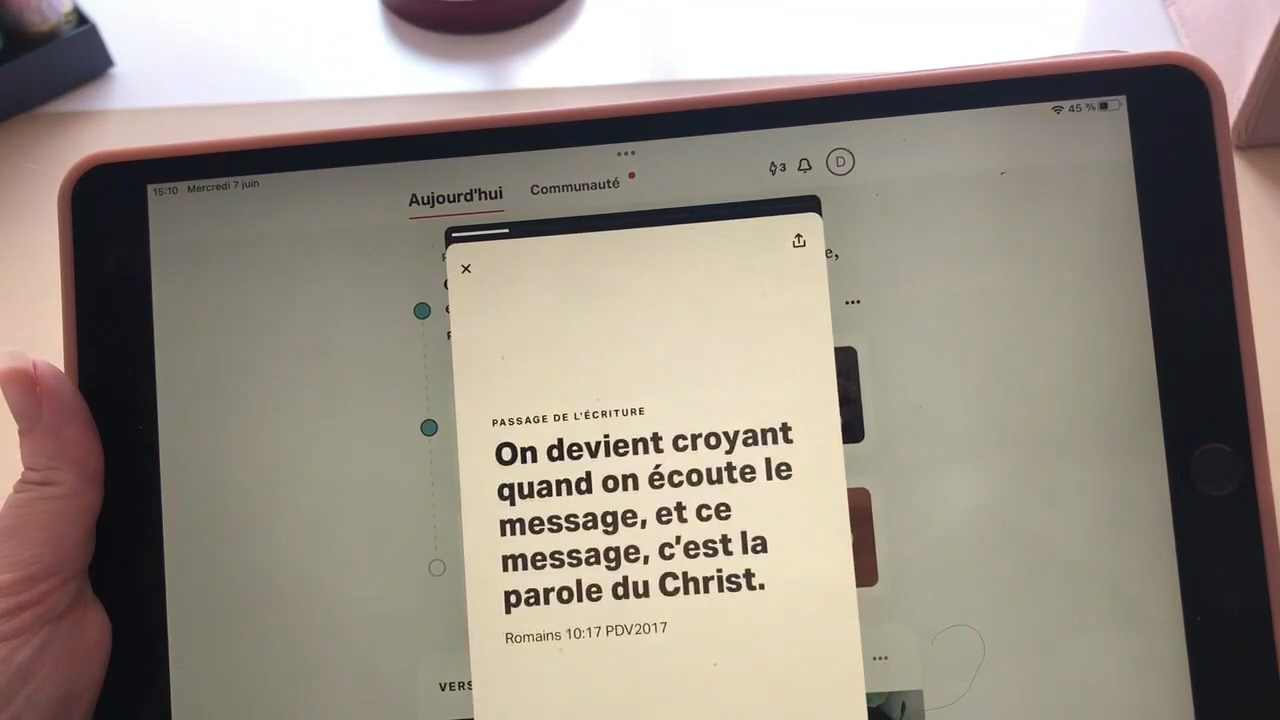 15:10 Mercredi 7 juin
45 %
Aujourd'hui
Communauté
3
D
e,
PASSAGE DE L'ÉCRITURE
On devient croyant
quand on écoute le
message, et ce
message, c'est la
parole du Christ.
Romains 10:17 PDV2017
VERS